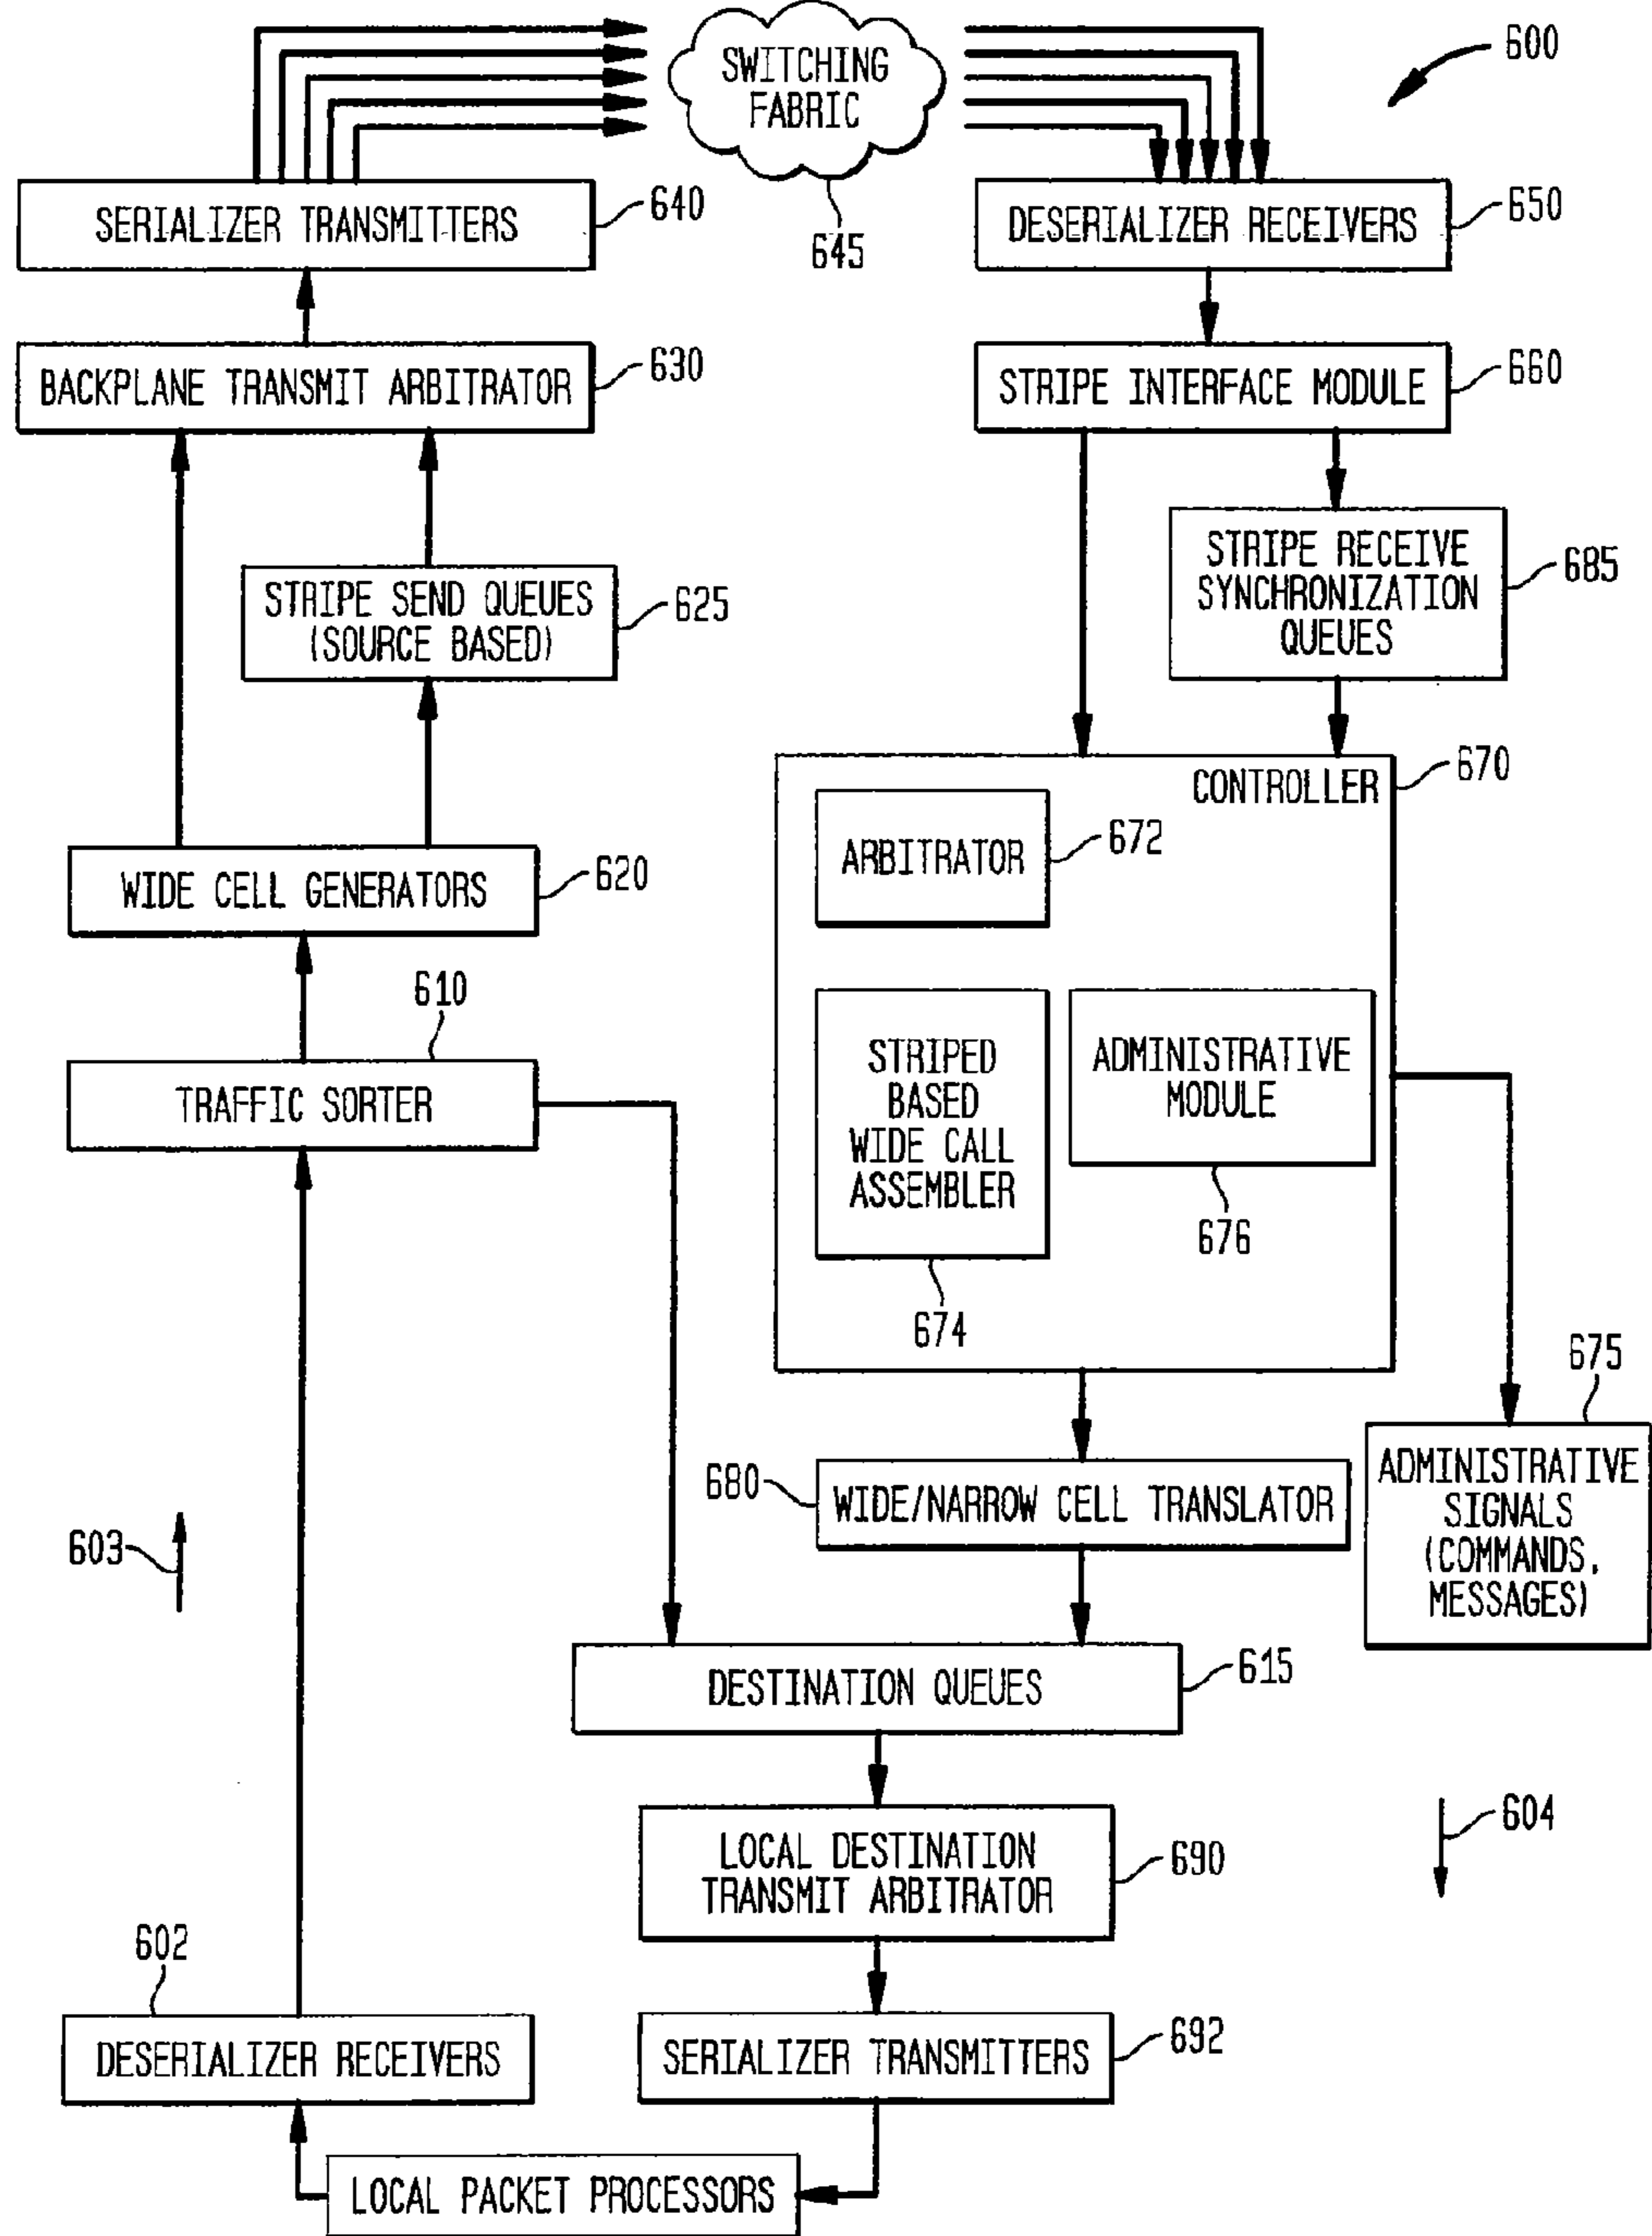 SWITCHING
FABRIC
600
SERIALIZER TRANSMITTERS
640
645
DESERIALIZER RECEIVERS
650
BACKPLANE TRANSMIT ARBITRATOR
630
STRIPE INTERFACE MODULE
660
STRIPE SEND QUEUES
(SOURCE BASED)
625
STRIPE RECEIVE
SYNCHRONIZATION
QUEUES
685
CONTROLLER
670
ARBITRATOR
672
WIDE CELL GENERATORS
620
610
TRAFFIC SORTER
STRIPED
BASED
WIDE CALL
ASSEMBLER
674
ADMINISTRATIVE
MODULE
676
675
ADMINISTRATIVE
SIGNALS
(COMMANDS,
MESSAGES)
680
WIDE/NARROW CELL TRANSLATOR
603
DESTINATION QUEUES
615
LOCAL DESTINATION
TRANSMIT ARBITRATOR
690
604
602
DESERIALIZER RECEIVERS
SERIALIZER TRANSMITTERS
692
LOCAL PACKET PROCESSORS